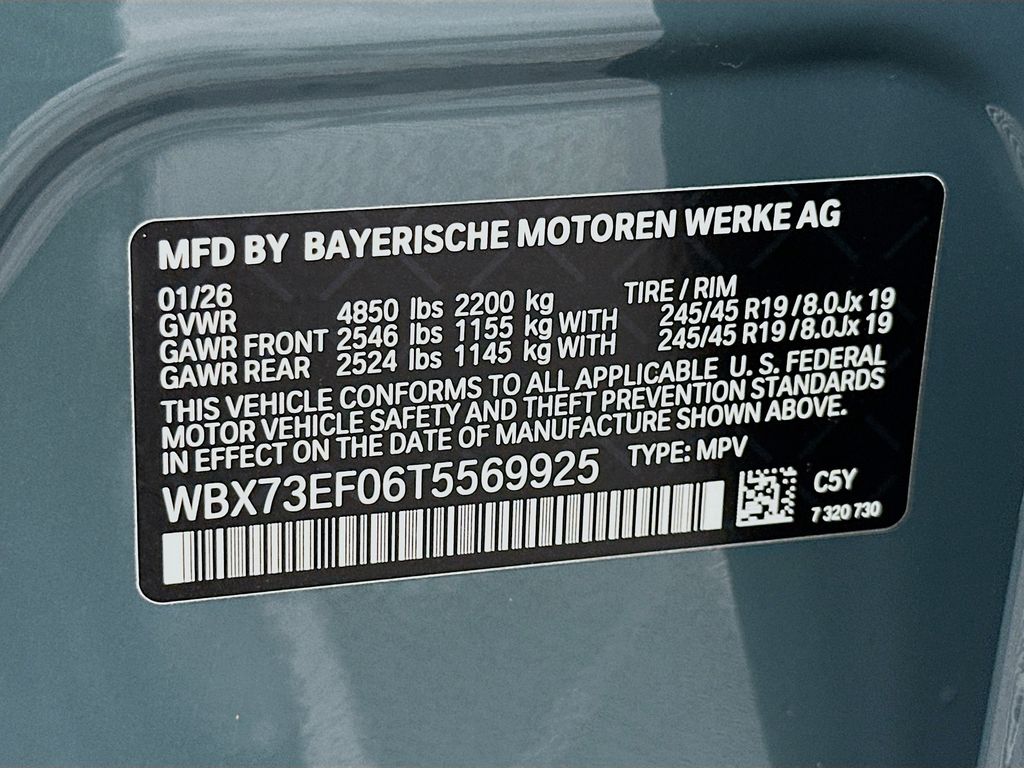 MFD BY BAYERISCHE MOTOREN WERKE AG
01/26 TIRE / RIM
GVWR 4850 lbs 2200 kg
GAWR FRONT 2546 lbs 1155 kg WITH 245/45 R19 /8.0Jx 19
GAWR REAR 2524 lbs 1145 kg WITH 245/45 R19 /8.0Jx 19
THIS VEHICLE CONFORMS TO ALL APPLICABLE U. S. FEDERAL
MOTOR VEHICLE SAFETY AND THEFT PREVENTION STANDARDS
IN EFFECT ON THE DATE OF MANUFACTURE SHOWN ABOVE.
WBX73EF06T5569925 TYPE: MPV
C5Y
7 320 730